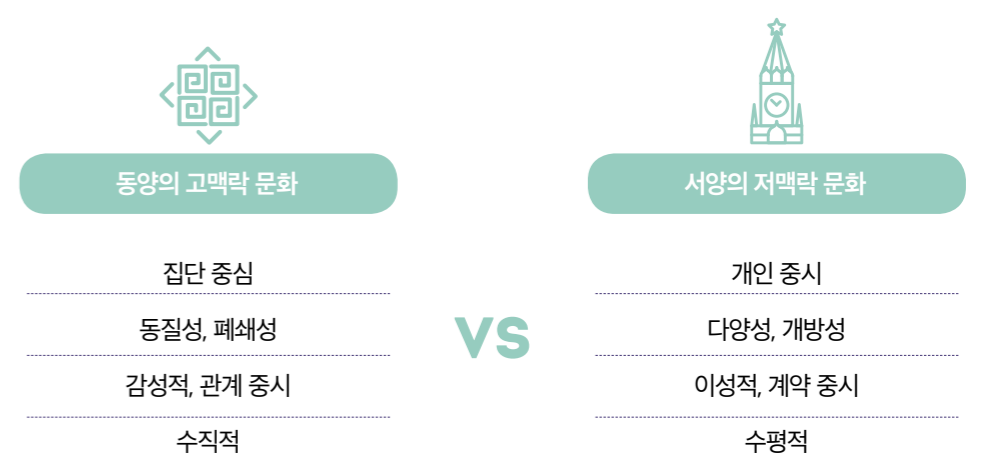 동양의 고맥락 문화
집단 중심
동질성, 폐쇄성
감성적, 관계 중시
수직적
VS
서양의 저맥락 문화
개인 중시
다양성, 개방성
이성적, 계약 중시
수평적